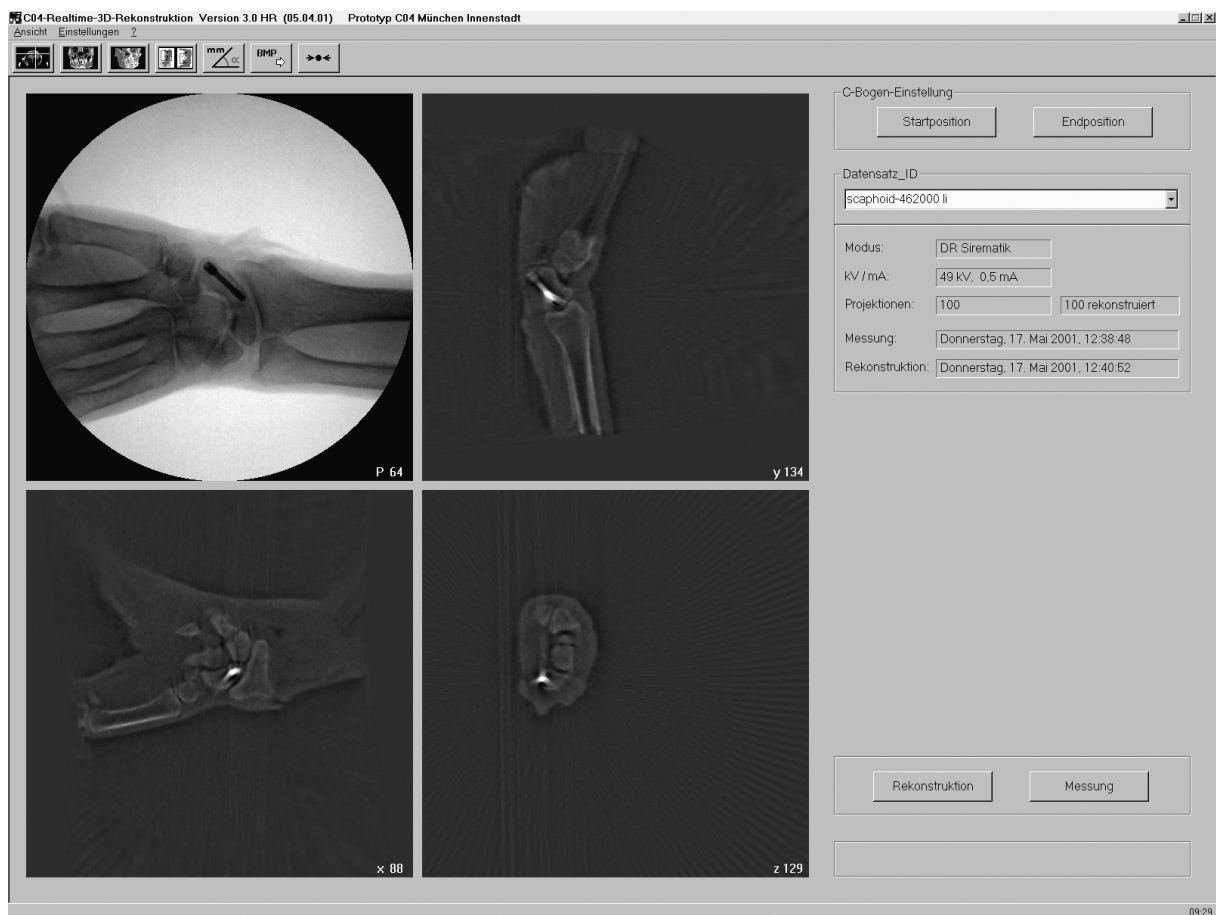 C04-Realtime-3D-Rekonstruktion Version 3.0 HR (05.04.01) Prototyp C04 München Innenstadt
Ansicht Einstellungen ?
mm α BMP
P 64
y 134
x 88
z 129
C-Bogen-Einstellung
Startposition Endposition
Datensatz_ID
scaphoid-462000 li
Modus: DR Sirematik
kV / mA: 49 kV, 0,5 mA
Projektionen: 100 100 rekonstruiert
Messung: Donnerstag, 17. Mai 2001, 12:38:48
Rekonstruktion: Donnerstag, 17. Mai 2001, 12:40:52
Rekonstruktion Messung
09:29